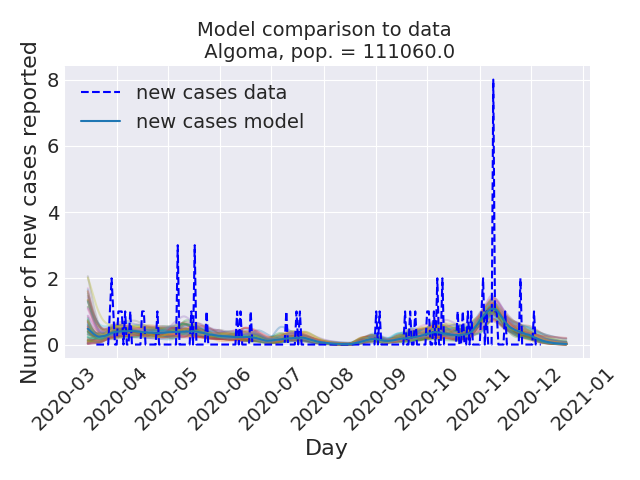 Model comparison to data
Algoma, pop. = 111060.0
Number of new cases reported
8
6
4
2
0
new cases data
new cases model
2020-03
2020-04
2020-05
2020-06
2020-07
2020-08
2020-09
2020-10
2020-11
2020-12
2021-01
Day